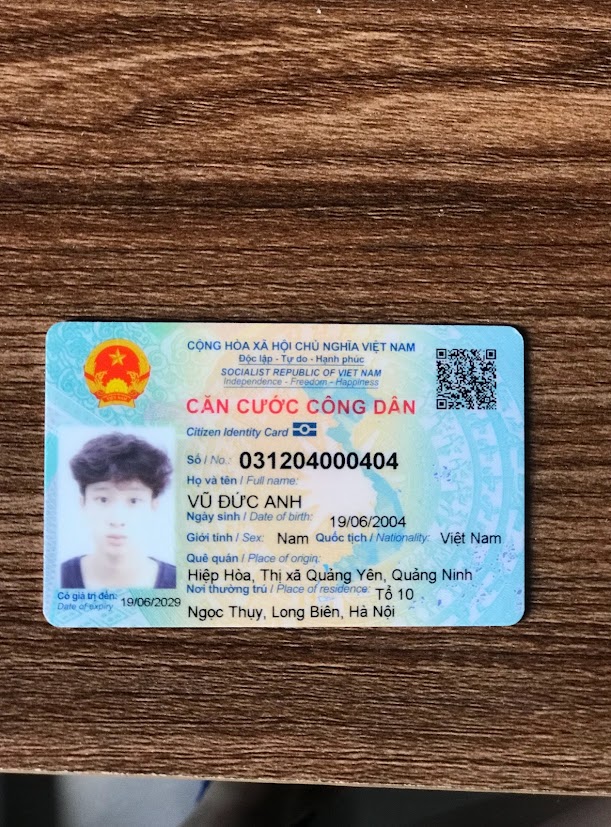 CỘNG HÒA XÃ HỘI CHỦ NGHĨA VIỆT NAM
Độc lập - Tự do - Hạnh phúc
SOCIALIST REPUBLIC OF VIET NAM
Independence - Freedom - Happiness
CĂN CƯỚC CÔNG DÂN
Citizen Identity Card
Số / No.: 031204000404
Họ và tên / Full name:
VŨ ĐỨC ANH
Ngày sinh / Date of birth: 19/06/2004
Giới tính / Sex: Nam Quốc tịch / Nationality: Việt Nam
Quê quán / Place of origin:
Hiệp Hòa, Thị xã Quảng Yên, Quảng Ninh
Nơi thường trú / Place of residence: Tổ 10
Ngọc Thụy, Long Biên, Hà Nội
Có giá trị đến: 19/06/2029
Date of expiry